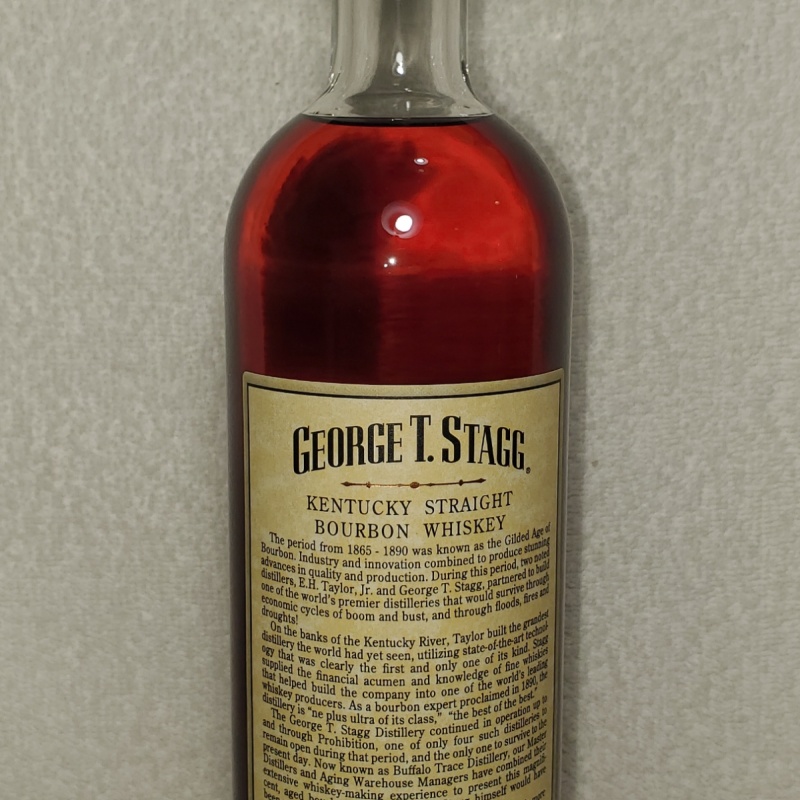 GEORGE T. STAGG®
KENTUCKY STRAIGHT
BOURBON WHISKEY
The period from 1865 - 1890 was known as the Gilded Age of
Bourbon. Industry and innovation combined to produce stunning
advances in quality and production. During this period, two noted
distillers, E.H. Taylor, Jr. and George T. Stagg, partnered to build
one of the world's premier distilleries that would survive through
economic cycles of boom and bust, and through floods, fires and
droughts!
On the banks of the Kentucky River, Taylor built the grandest
distillery the world had yet seen, utilizing state-of-the-art technol-
ogy that was clearly the first and only one of its kind. Stagg
supplied the financial acumen and knowledge of fine whiskies
that helped build the company into one of the world's leading
whiskey producers. As a bourbon expert proclaimed in 1890, the
distillery is "ne plus ultra of its class," "the best of the best."
The George T. Stagg Distillery continued in operation up to
and through Prohibition, one of only four such distilleries to
remain open during that period, and the only one to survive to the
present day. Now known as Buffalo Trace Distillery, our Master
Distillers and Aging Warehouse Managers have combined their
extensive whiskey-making experience to present this magnifi-
cent, aged himself would have